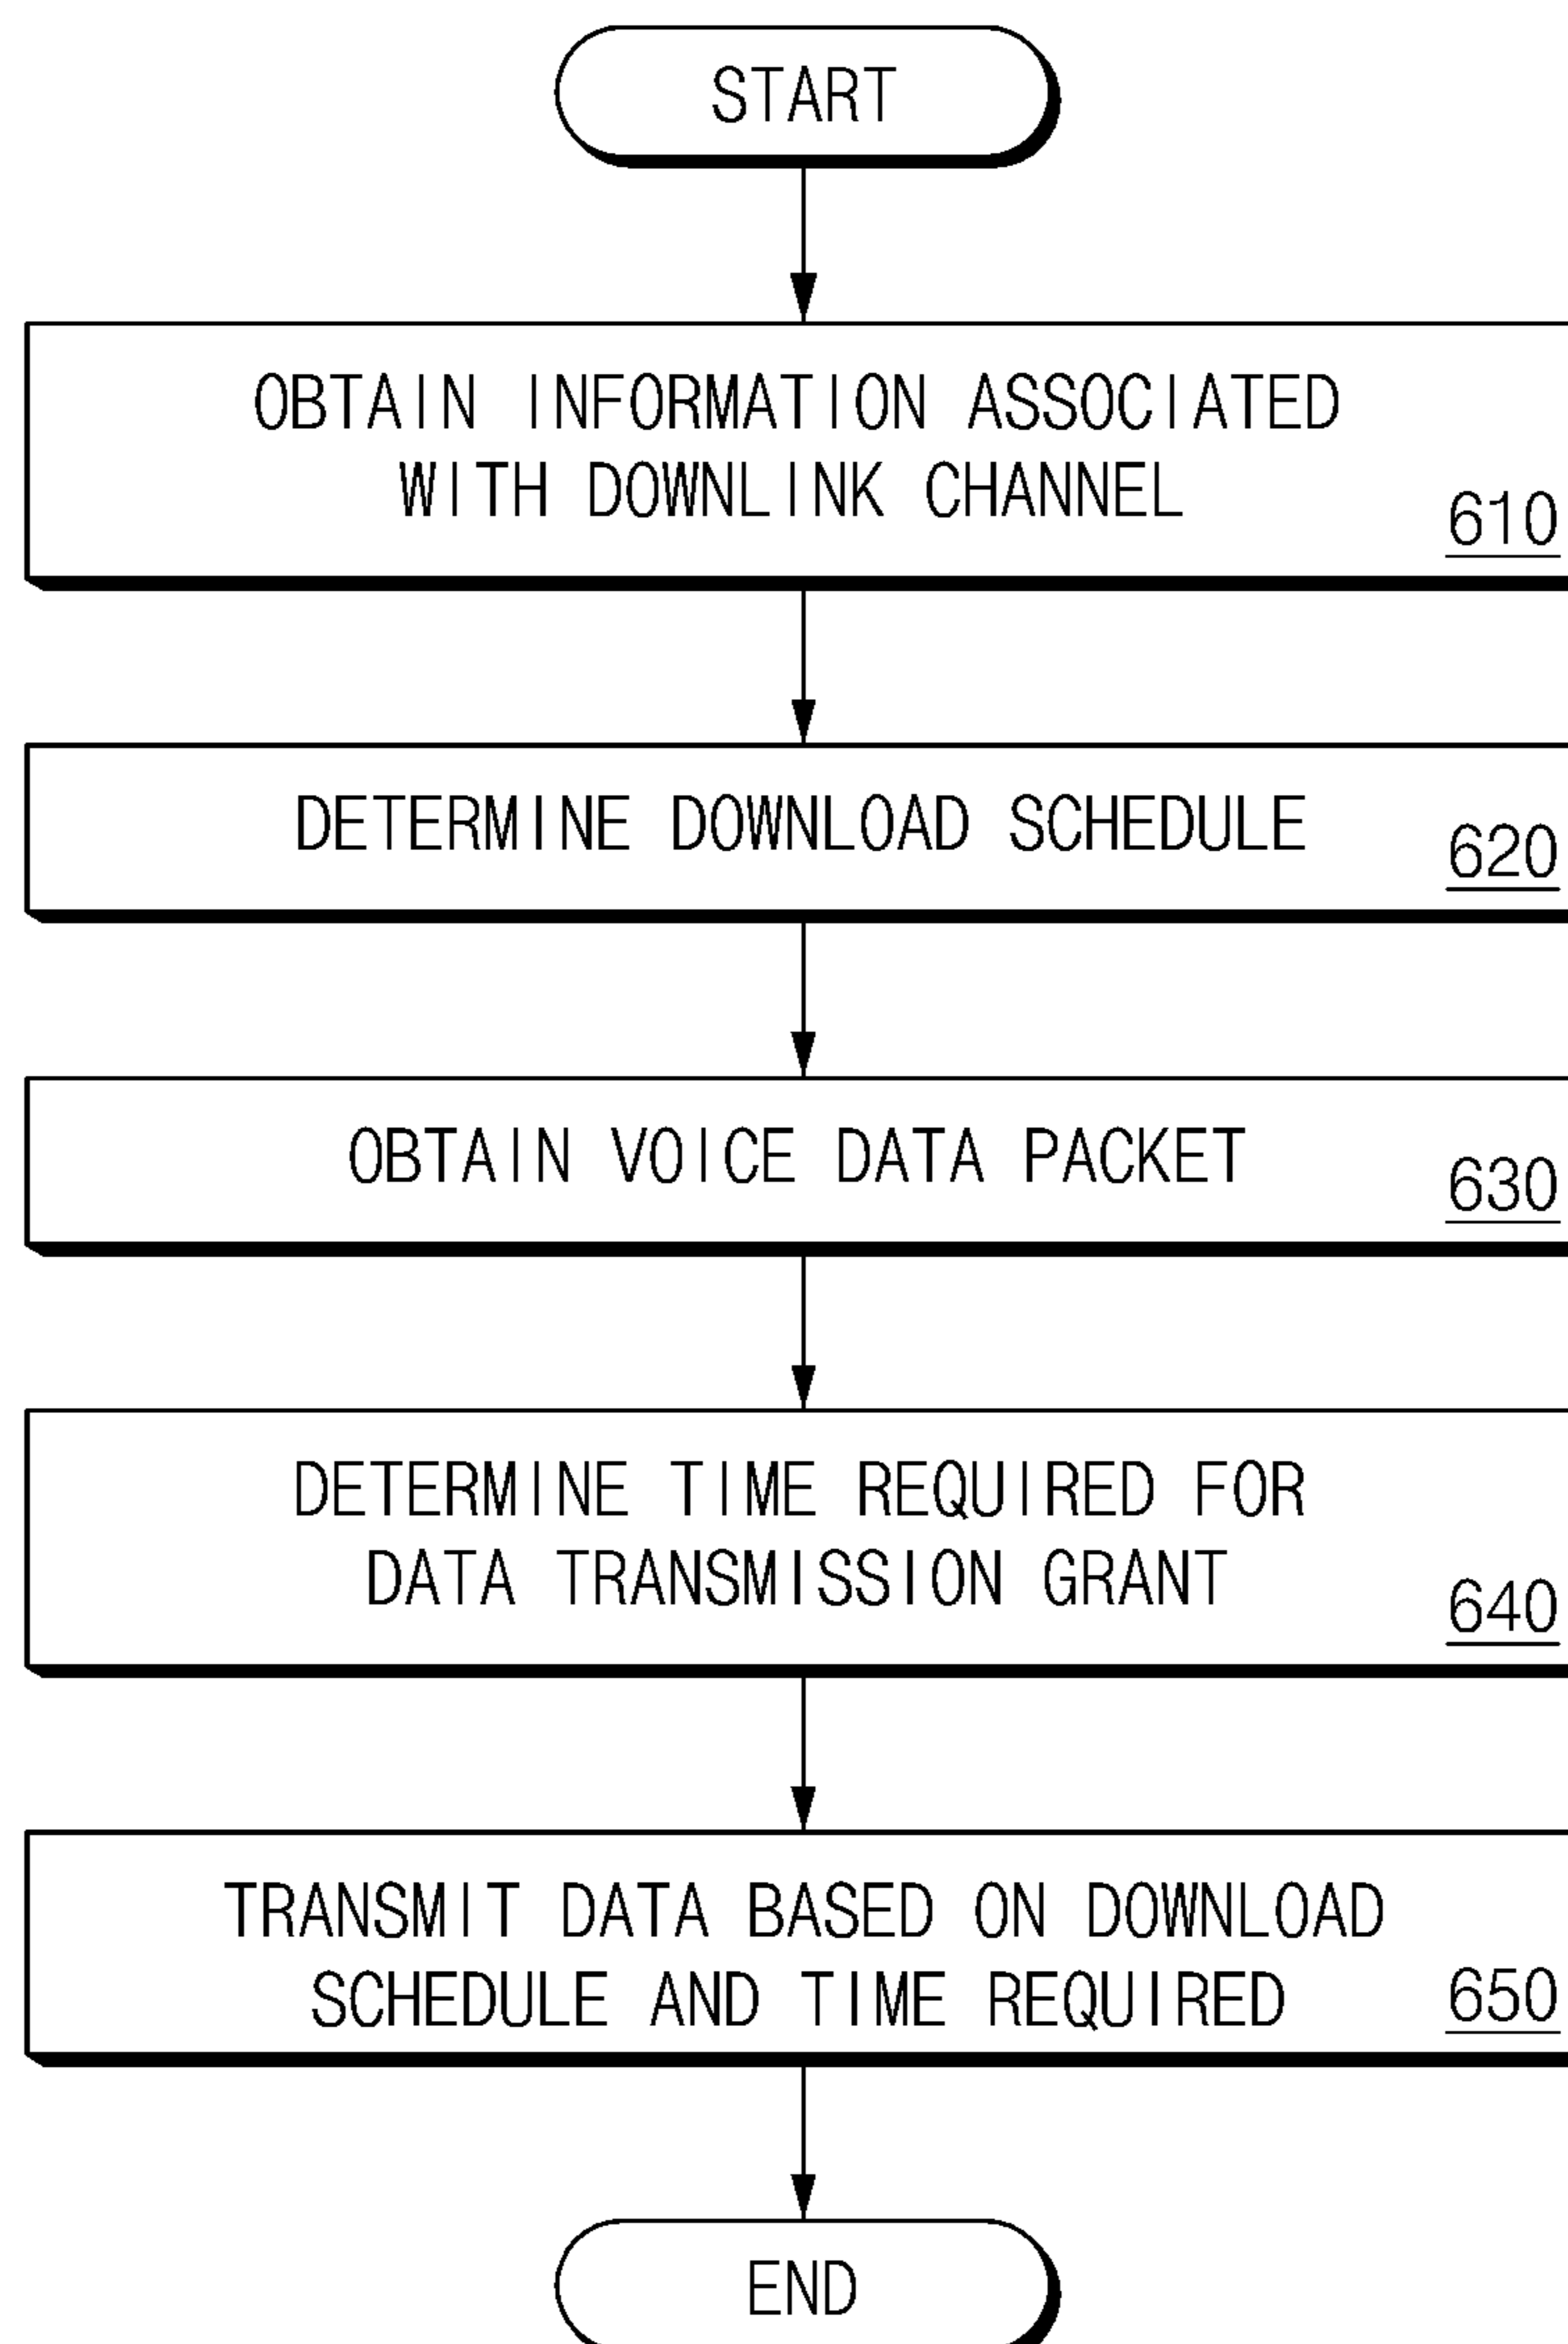 START
OBTAIN INFORMATION ASSOCIATED
WITH DOWNLINK CHANNEL
610
DETERMINE DOWNLOAD SCHEDULE
620
OBTAIN VOICE DATA PACKET
630
DETERMINE TIME REQUIRED FOR
DATA TRANSMISSION GRANT
640
TRANSMIT DATA BASED ON DOWNLOAD
SCHEDULE AND TIME REQUIRED
650
END